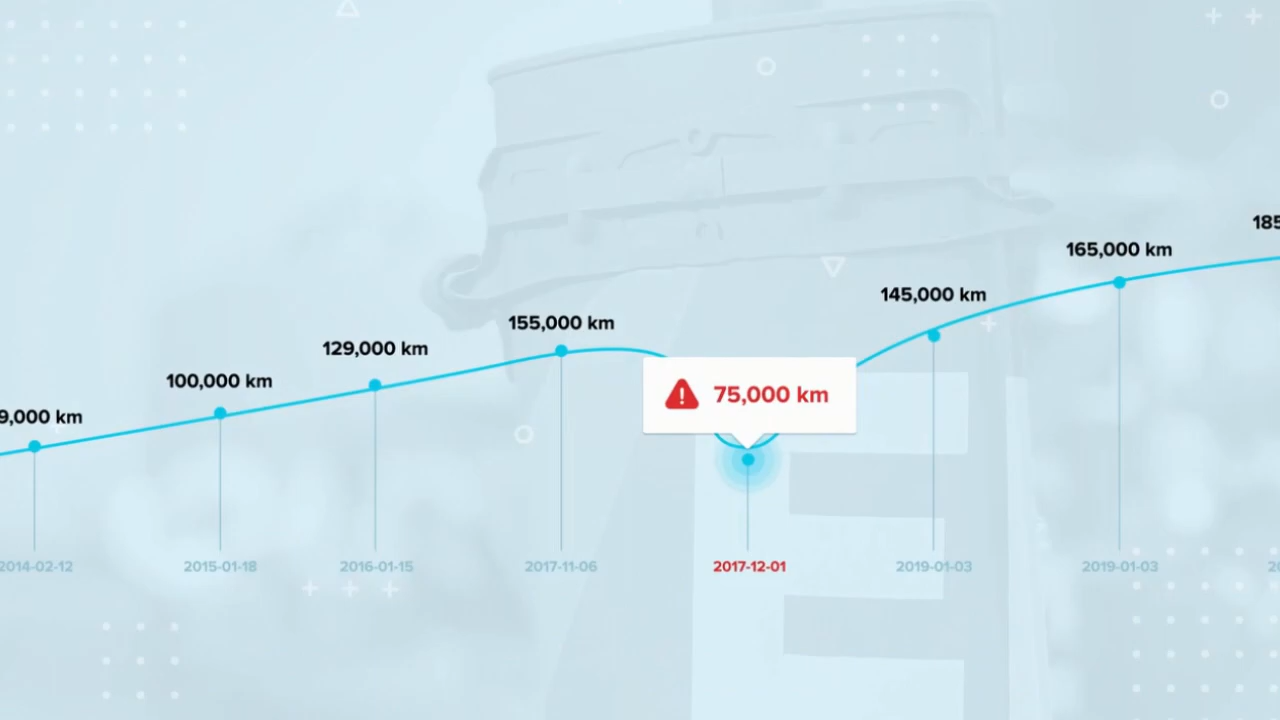 185
165,000 km
145,000 km
155,000 km
129,000 km
100,000 km
75,000 km
9,000 km
2014-02-12
2015-01-18
2016-01-15
2017-11-06
2017-12-01
2019-01-03
2019-01-03
20